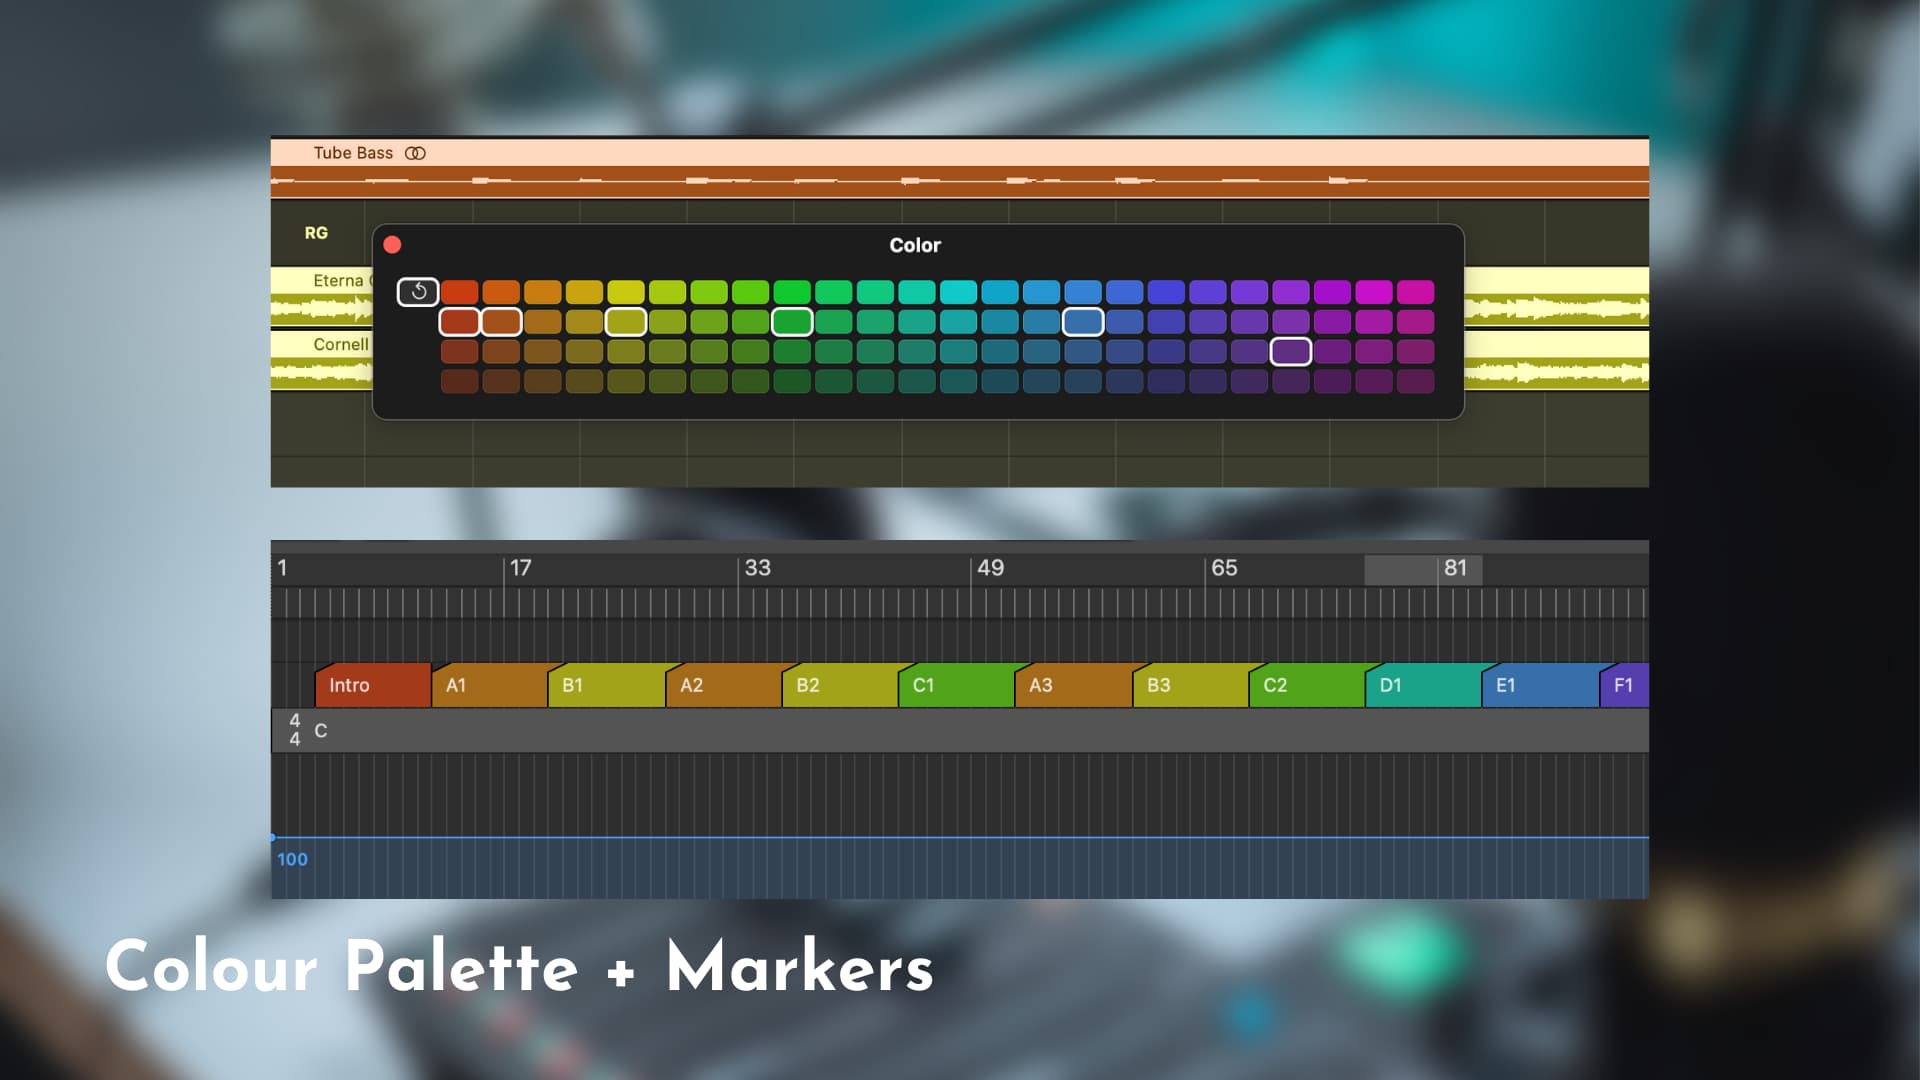 Tube Bass
RG
Color
Eterna
Cornell
1 17 33 49 65 81
Intro A1 B1 A2 B2 C1 A3 B3 C2 D1 E1 F1
4
4 C
100
Colour Palette + Markers